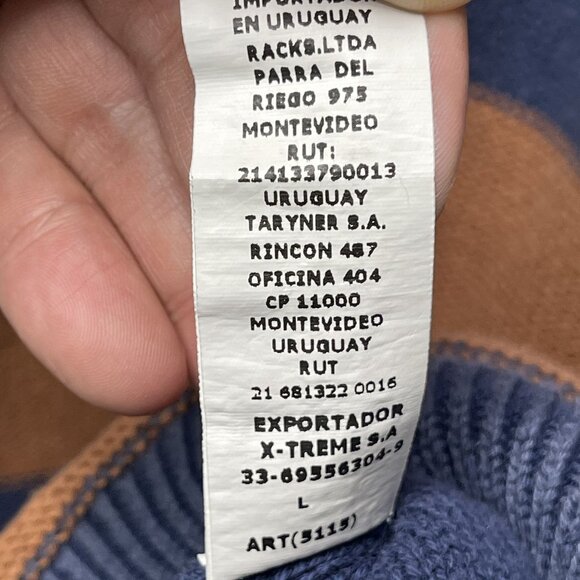 IMPORTADOR
EN URUGUAY
RACKS.LTDA
PARRA DEL
RIEGO 975
MONTEVIDEO
RUT:
214133790013
URUGUAY
TARYNER S.A.
RINCON 487
OFICINA 404
CP 11000
MONTEVIDEO
URUGUAY
RUT
21 681322 0016
EXPORTADOR
X-TREME S.A
33-69556304-9
L
ART(5115)